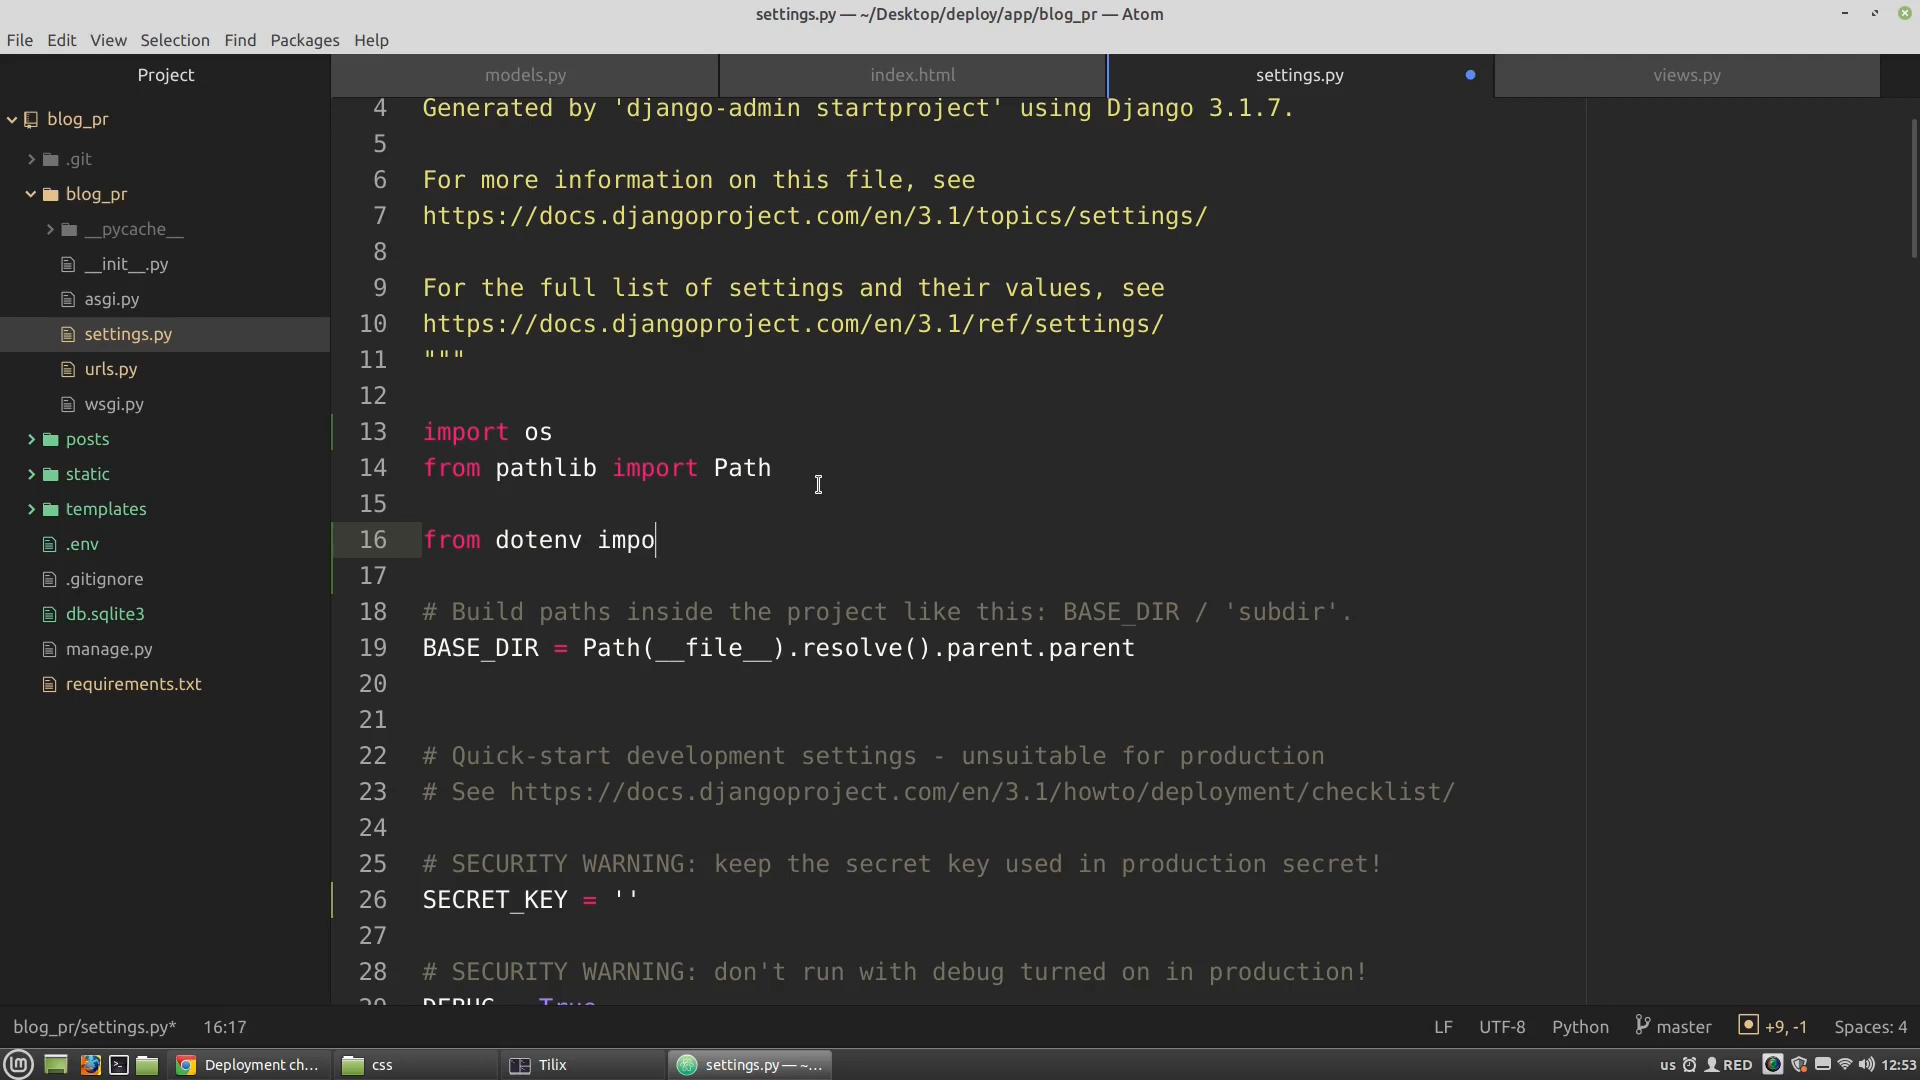 settings.py — ~/Desktop/deploy/app/blog_pr — Atom
File Edit View Selection Find Packages Help
Project
models.py
index.html
settings.py
views.py
blog_pr
.git
blog_pr
__pycache__
__init__.py
asgi.py
settings.py
urls.py
wsgi.py
posts
static
templates
.env
.gitignore
db.sqlite3
manage.py
requirements.txt
4 Generated by 'django-admin startproject' using Django 3.1.7.
5
6 For more information on this file, see
7 https://docs.djangoproject.com/en/3.1/topics/settings/
8
9 For the full list of settings and their values, see
10 https://docs.djangoproject.com/en/3.1/ref/settings/
11 """
12
13 import os
14 from pathlib import Path
15
16 from dotenv impo
17
18 # Build paths inside the project like this: BASE_DIR / 'subdir'.
19 BASE_DIR = Path(__file__).resolve().parent.parent
20
21
22 # Quick-start development settings - unsuitable for production
23 # See https://docs.djangoproject.com/en/3.1/howto/deployment/checklist/
24
25 # SECURITY WARNING: keep the secret key used in production secret!
26 SECRET_KEY = ''
27
28 # SECURITY WARNING: don't run with debug turned on in production!
29 DEBUG = True
blog_pr/settings.py* 16:17 LF UTF-8 Python master +9, -1 Spaces: 4
Deployment ch... css Tilix settings.py — ~... us RED 12:53